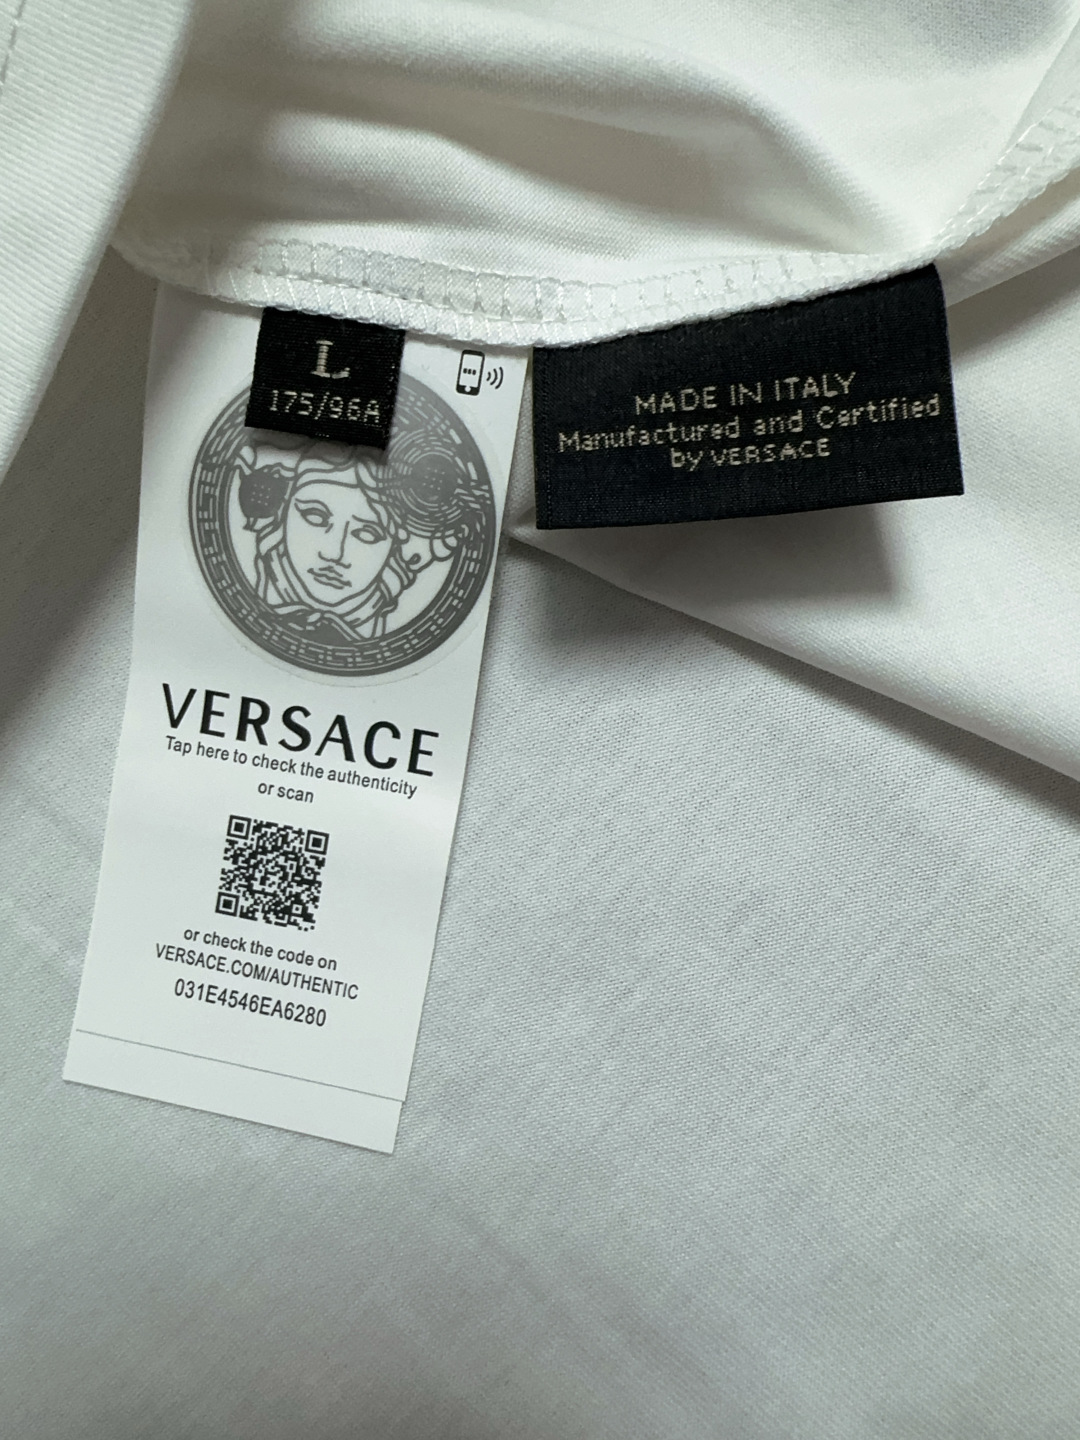 L
175/96A
MADE IN ITALY
Manufactured and Certified
by VERSACE
VERSACE
Tap here to check the authenticity
or scan
or check the code on
VERSACE.COM/AUTHENTIC
031E4546EA6280